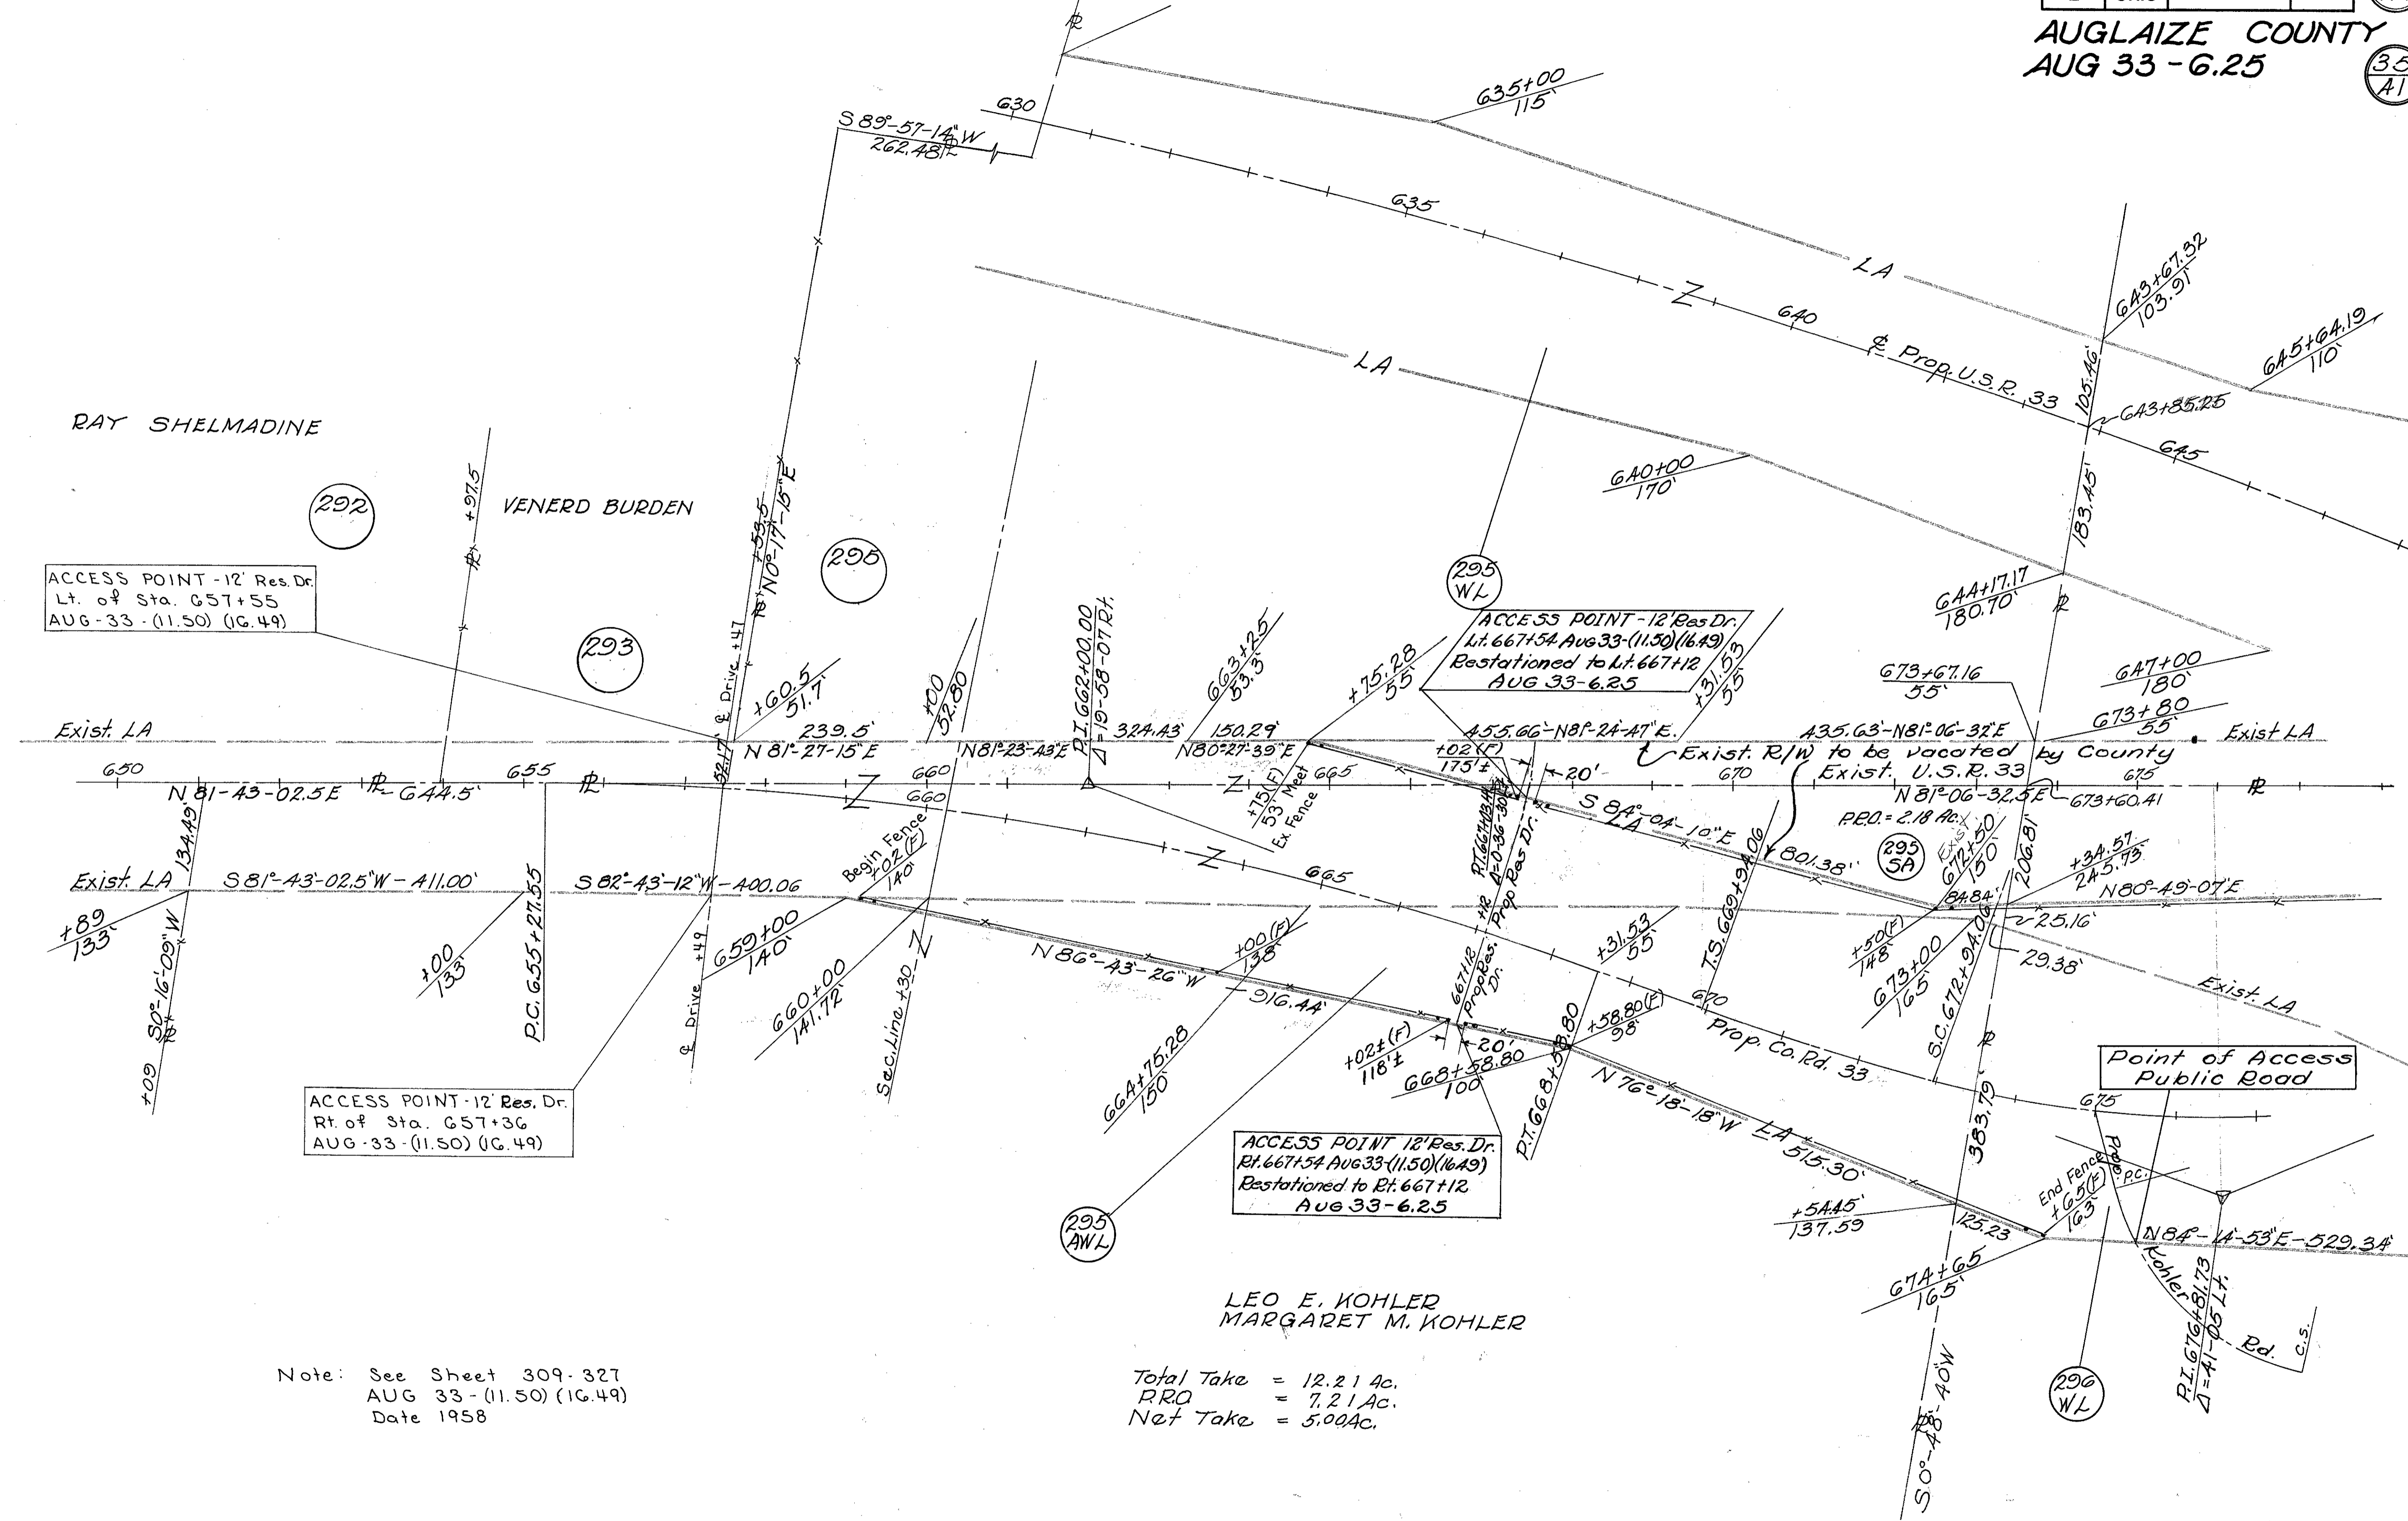 AUGLAIZE COUNTY
AUG 33 - 6.25
35
A1
℞
S 89°-57-14" W
262.48'
630
635+00
115'
635
LA
Z
640
₵ Prop. U.S.R. 33
643+67.32
103.91'
645+64.19
110'
105.46'
643+85.25
645
LA
640+00
170'
183.45'
644+17.17
180.70'
647+00
180'
RAY SHELMADINE
292
+97.5
VENERD BURDEN
+53.5
N0°-17'-15" E
295
295
WL
ACCESS POINT - 12' Res. Dr.
Lt. of Sta. 657+55
AUG-33-(11.50) (16.49)
293
₵ Drive +47
+60.5
51.7'
+00
52.80
P.I. 662+00.00
Δ=19-58-07 Rt.
663+25
53.3'
+75.28
55'
ACCESS POINT - 12' Res Dr.
Lt. 667+54 Aug 33-(11.50)(16.49)
Restationed to Lt. 667+12
AUG 33-6.25
+31.53
55'
673+67.16
55'
673+80
55'
Exist. LA
239.5'
N 81°-27-15" E
N81°-23-43"E
324.43'
150.29'
N80°-27'-39"E
455.66'-N81°-24-47"E.
435.63'-N81°-06-32"E
Exist LA
+02 (F)
175'±
Exist. R/W to be vacated by County
650
655
52.17'
Z
660
665
20'
670
Exist. U.S.R. 33
675
℞
N 81-43-02.5E ℞ - 644.5'
660
+75(F)
53' Meet
Ex. Fence
Prop Res Dr.
S 84°-04-10" E
LA
801.38'
N 81°-06-32.5 E
673+60.41
P.R.O. = 2.18 Ac.
295
SA
672+50
150'
206.81'
+34.57
245.73'
134.49'
Begin Fence
+02 (F)
140'
Exist. LA
S81°-43-02.5"W - 411.00'
S 82°-43-12"W - 400.06
665
84.84'
N80°-49-07"E
25.16'
+89
133'
+00
133'
P.C. 655+27.55
659+00
140'
660+00
141.72'
N 86°-43-26" W
916.44'
+00(F)
138'
667+12
Prop Res.
Dr.
+31.53
55'
T.S. 669+94.06
+50(F)
148'
673+00
165'
S.C. 672+94.06
29.38'
Exist. LA
S0°-16'-09" W
+09
₵ Drive +49
Sec. Line +30
664+75.28
150'
+02±(F)
118'±
20'
668+58.80
100'
+58.80(F)
98'
670
Prop. Co. Rd. 33
Point of Access
Public Road
ACCESS POINT - 12' Res. Dr.
Rt. of Sta. 657+36
AUG-33-(11.50) (16.49)
P.T. 668+58.80
N 76°-18-18"W LA
515.30'
383.79'
675
ACCESS POINT 12' Res. Dr.
Rt. 667+54 Aug 33-(11.50)(16.49)
Restationed to Rt. 667+12
Aug 33-6.25
End Fence
+65(F)
163'
Road
P.C.
295
AWL
+54.45'
137.59
125.23
674+65
165'
N 84°-14-53"E-529.34'
Kohler
Rd.
C.S.
P.I. 676+81.73
Δ=41-05 Lt.
296
WL
S.0°-48-40"W
LEO E. KOHLER
MARGARET M. KOHLER
Note: See Sheet 309-327
AUG 33-(11.50) (16.49)
Date 1958
Total Take = 12.21 Ac.
P.R.O = 7.21 Ac.
Net Take = 5.00 Ac.